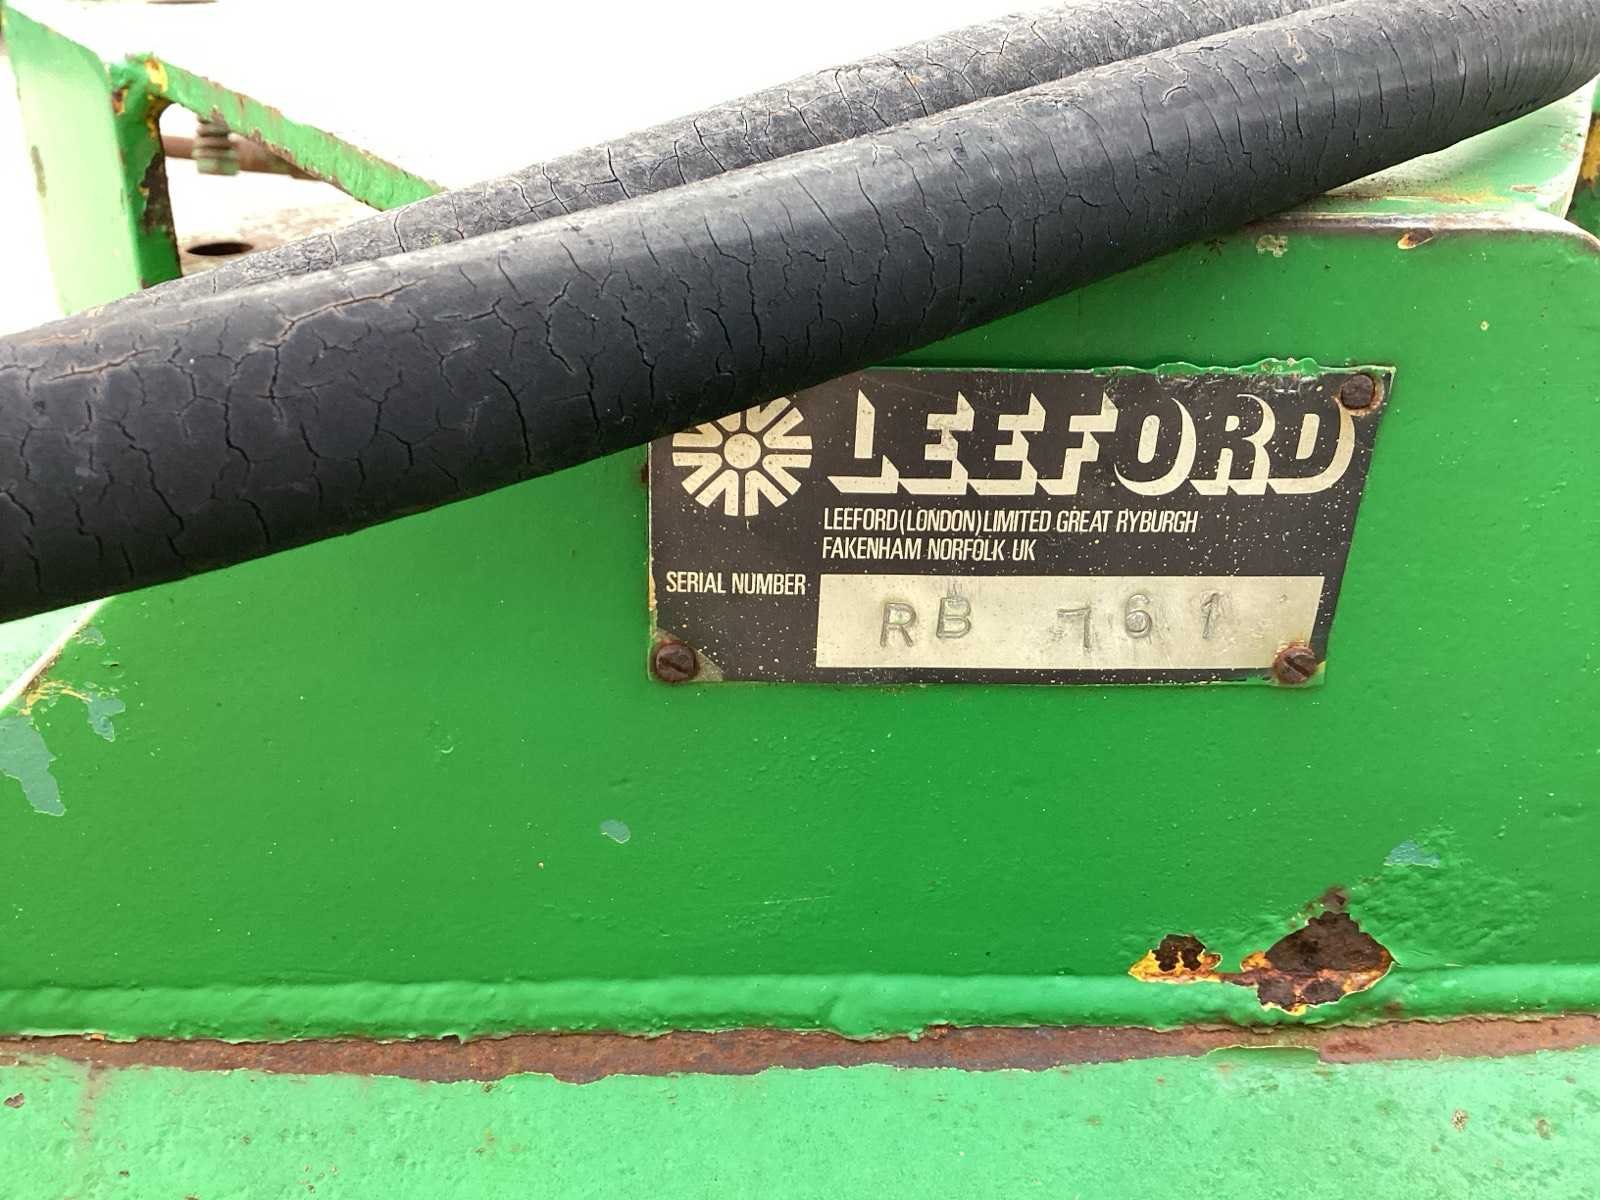 LEEFORD
LEEFORD(LONDON)LIMITED GREAT RYBURGH
FAKENHAM NORFOLK UK
SERIAL NUMBER RB 761